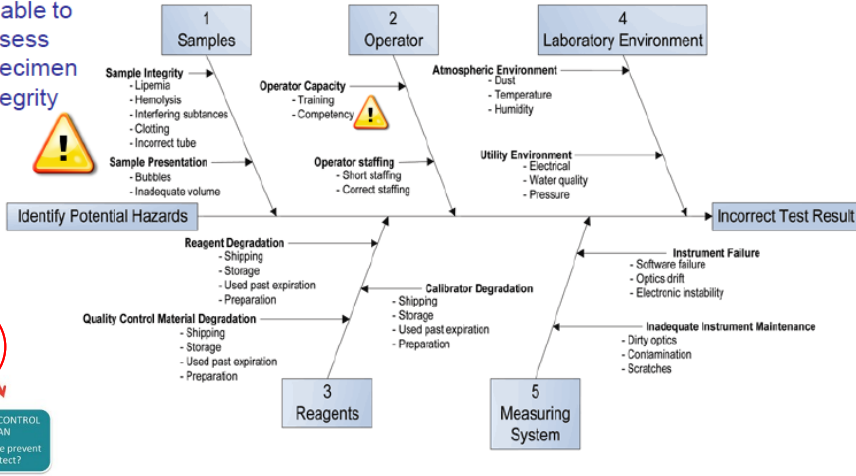 able to
sess
ecimen
egrity
1
Samples
2
Operator
4
Laboratory Environment
Sample Integrity
- Lipemia
- Hemolysis
- Interfering subtances
- Clotting
- Incorrect tube
Sample Presentation
- Bubbles
- Inadequate volume
Operator Capacity
- Training
- Competency
Operator staffing
- Short staffing
- Correct staffing
Atmospheric Environment
- Dust
- Temperature
- Humidity
Utility Environment
- Electrical
- Water quality
- Pressure
Identify Potential Hazards
Incorrect Test Result
Reagent Degradation
- Shipping
- Storage
- Used past expiration
- Preparation
Quality Control Material Degradation
- Shipping
- Storage
- Used past expiration
- Preparation
Calibrator Degradation
- Shipping
- Storage
- Used past expiration
- Preparation
Instrument Failure
- Software failure
- Optics drift
- Electronic instability
Inadequate Instrument Maintenance
- Dirty optics
- Contamination
- Scratches
3
Reagents
5
Measuring
System
CONTROL
AN
e prevent
tect?